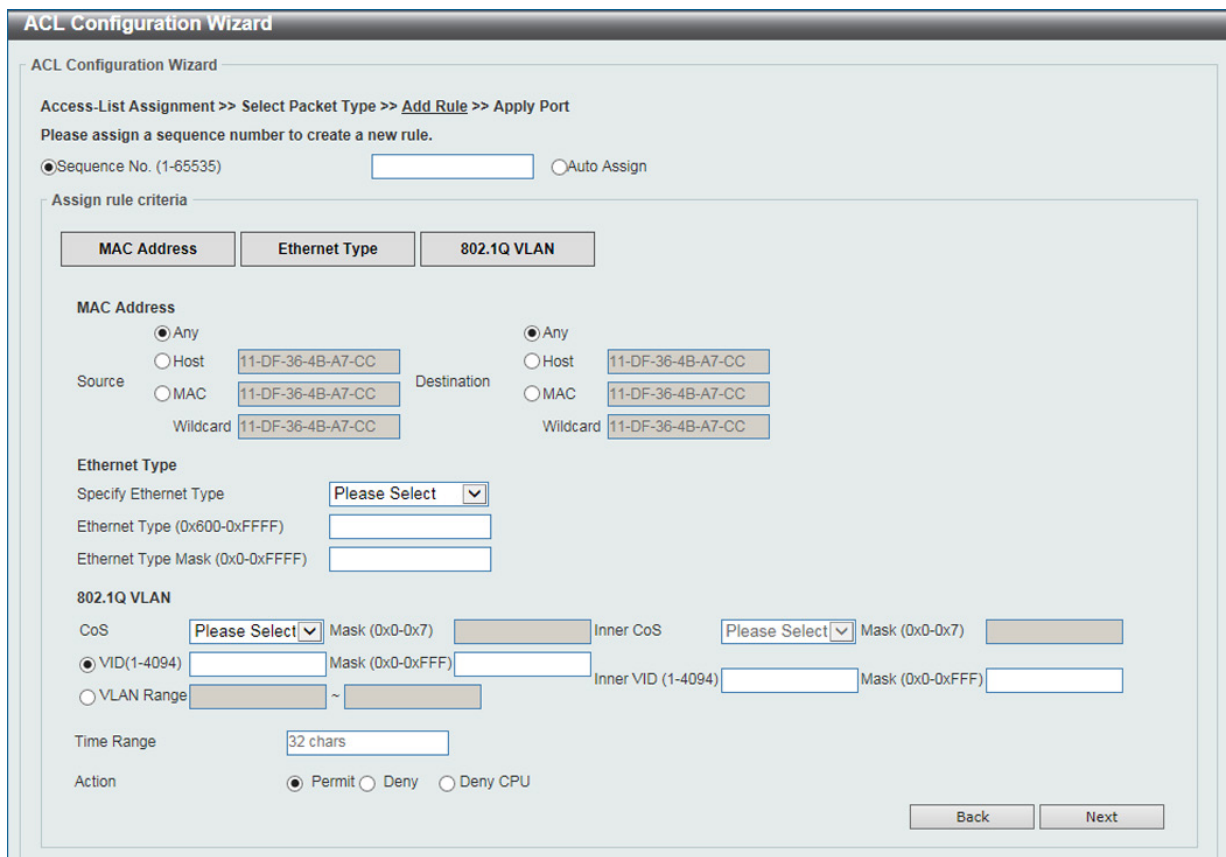 ACL Configuration Wizard
ACL Configuration Wizard
Access-List Assignment >> Select Packet Type >> Add Rule >> Apply Port
Please assign a sequence number to create a new rule.
Sequence No. (1-65535) Auto Assign
Assign rule criteria
MAC Address Ethernet Type 802.1Q VLAN
MAC Address
Any Any
Host 11-DF-36-4B-A7-CC Host 11-DF-36-4B-A7-CC
Source Destination
MAC 11-DF-36-4B-A7-CC MAC 11-DF-36-4B-A7-CC
Wildcard 11-DF-36-4B-A7-CC Wildcard 11-DF-36-4B-A7-CC
Ethernet Type
Specify Ethernet Type Please Select
Ethernet Type (0x600-0xFFFF)
Ethernet Type Mask (0x0-0xFFFF)
802.1Q VLAN
CoS Please Select Mask (0x0-0x7) Inner CoS Please Select Mask (0x0-0x7)
VID(1-4094) Mask (0x0-0xFFF)
Inner VID (1-4094) Mask (0x0-0xFFF)
VLAN Range ~
Time Range 32 chars
Action Permit Deny Deny CPU
Back Next